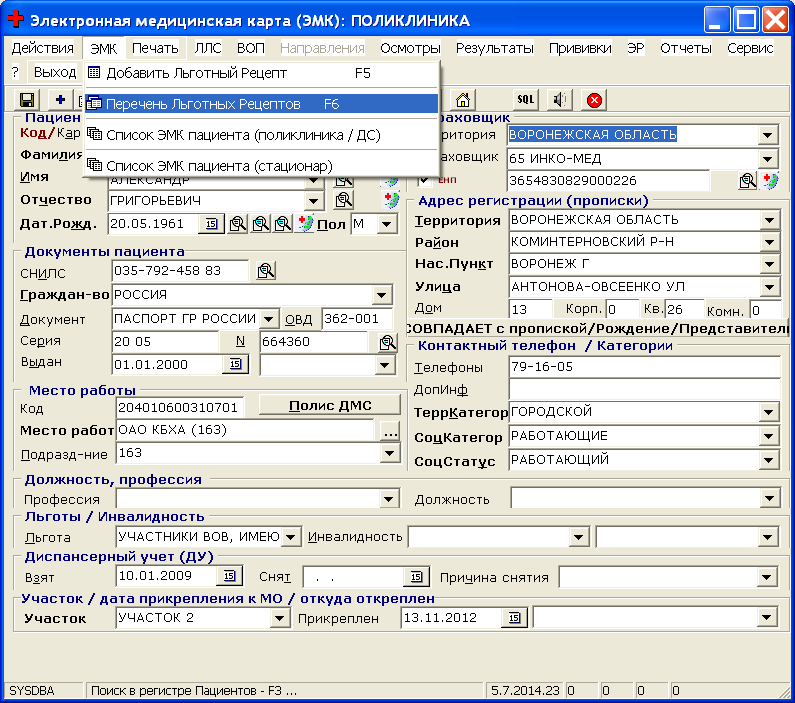 Электронная медицинская карта (ЭМК): ПОЛИКЛИНИКА
Действия ЭМК Печать ЛЛС ВОП Направления Осмотры Результаты Прививки ЭР Отчеты Сервис
? Выход
Добавить Льготный Рецепт F5
Перечень Льготных Рецептов F6
Список ЭМК пациента (поликлиника / ДС)
Список ЭМК пациента (стационар)
SQL
Код/
ВОРОНЕЖСКАЯ ОБЛАСТЬ
65 ИНКО-МЕД
Имя АЛЕКСАНДР ЕНП 3654830829000226
Отчество ГРИГОРЬЕВИЧ
Дат.Рожд. 20.05.1961 15 Пол М
Адрес регистрации (прописки)
Территория ВОРОНЕЖСКАЯ ОБЛАСТЬ
Район КОМИНТЕРНОВСКИЙ Р-Н
Нас.Пункт ВОРОНЕЖ Г
Улица АНТОНОВА-ОВСЕЕНКО УЛ
Дом 13 Корп. 0 Кв. 26 Комн. 0
СОВПАДАЕТ с пропиской/Рождение/Представитель
Документы пациента
СНИЛС 035-792-458 83
Граждан-во РОССИЯ
Документ ПАСПОРТ ГР РОССИИ ОВД 362-001
Серия 20 05 N 664360
Выдан 01.01.2000 15
Контактный телефон / Категории
Телефоны 79-16-05
ДопИнф
ТеррКатегор ГОРОДСКОЙ
СоцКатегор РАБОТАЮЩИЕ
СоцСтатус РАБОТАЮЩИЙ
Место работы
Код 204010600310701 Полис ДМС
Место работ ОАО КБХА (163) ...
Подразд-ние 163
Должность, профессия
Профессия Должность
Льготы / Инвалидность
Льгота УЧАСТНИКИ ВОВ, ИМЕЮ Инвалидность
Диспансерный учет (ДУ)
Взят 10.01.2009 15 Снят . . 15 Причина снятия
Участок / дата прикрепления к МО / откуда откреплен
Участок УЧАСТОК 2 Прикреплен 13.11.2012 15
SYSDBA Поиск в регистре Пациентов - F3 ... 5.7.2014.23 0 0 0 0